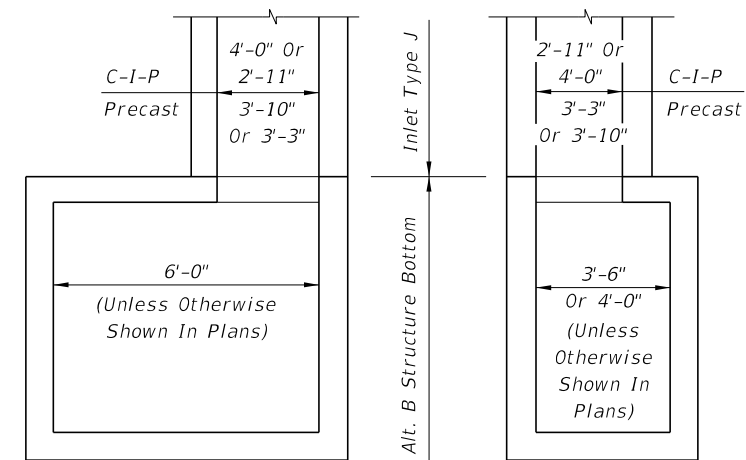 4'-0" Or
2'-11"
C-I-P
Precast
3'-10"
Or 3'-3"
6'-0"
(Unless Otherwise
Shown In Plans)
Inlet Type J
Alt. B Structure Bottom
2'-11" Or
4'-0"
C-I-P
Precast
3'-3"
Or 3'-10"
3'-6"
Or 4'-0"
(Unless
Otherwise
Shown In
Plans)